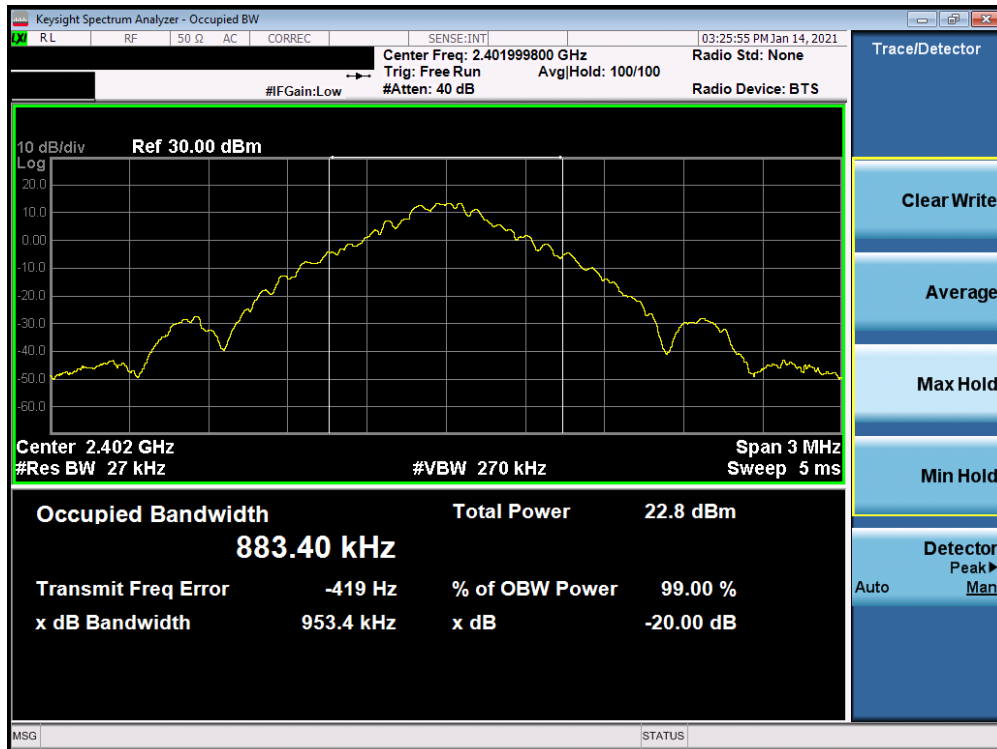 Keysight Spectrum Analyzer - Occupied BW
LXI RL RF 50 Ω AC CORREC SENSE:INT 03:25:55 PM Jan 14, 2021
Center Freq: 2.401999800 GHz Radio Std: None
Trig: Free Run Avg|Hold: 100/100
#IFGain:Low #Atten: 40 dB Radio Device: BTS
10 dB/div Ref 30.00 dBm
Log
20.0
10.0
0.00
-10.0
-20.0
-30.0
-40.0
-50.0
-60.0
Center 2.402 GHz Span 3 MHz
#Res BW 27 kHz #VBW 270 kHz Sweep 5 ms
Occupied Bandwidth Total Power 22.8 dBm
883.40 kHz
Transmit Freq Error -419 Hz % of OBW Power 99.00 %
x dB Bandwidth 953.4 kHz x dB -20.00 dB
MSG STATUS
Trace/Detector
Clear Write
Average
Max Hold
Min Hold
Detector
Peak▶
Auto Man